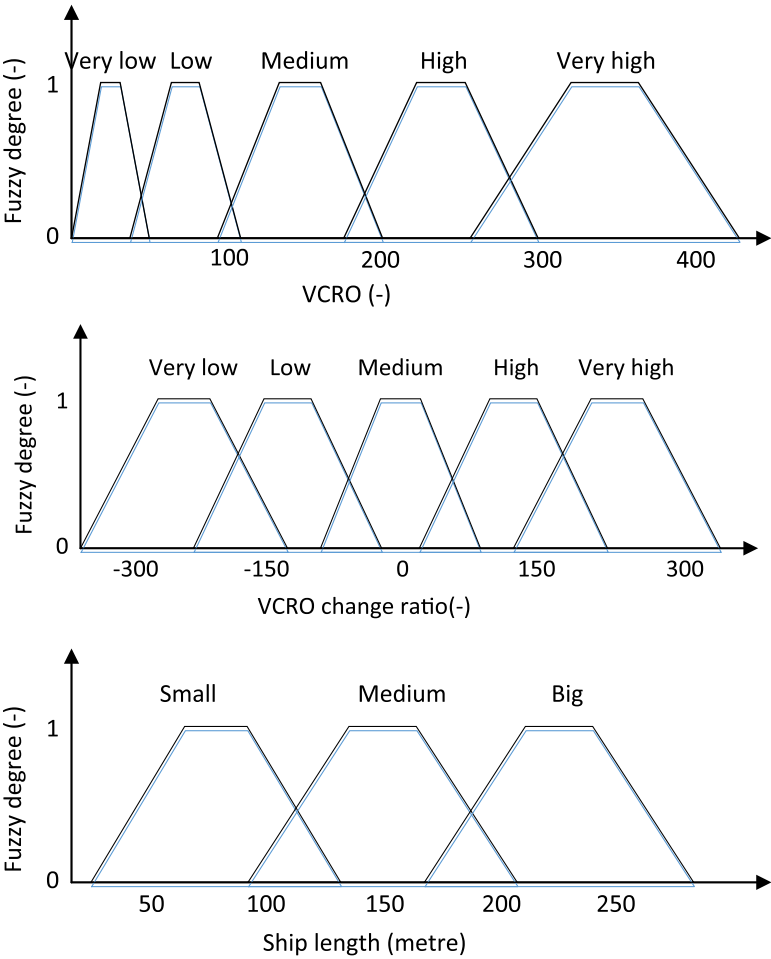 Very low Low Medium High Very high
1
Fuzzy degree (-)
0
100 200 300 400
VCRO (-)
Very low Low Medium High Very high
1
Fuzzy degree (-)
0
-300 -150 0 150 300
VCRO change ratio(-)
Small Medium Big
1
Fuzzy degree (-)
0
50 100 150 200 250
Ship length (metre)